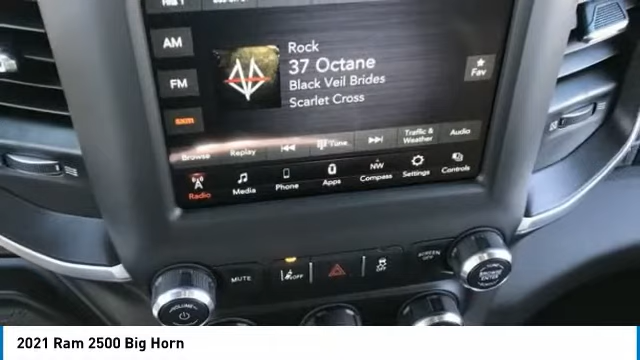 AM
Rock
37 Octane
Black Veil Brides
Scarlet Cross
Fav
FM
sxm
Browse
Replay
Tune
Traffic &
Weather
Audio
Radio
Media
Phone
Apps
NW
Compass
Settings
Controls
MUTE
OFF
OFF
SCREEN
OFF
VOLUME
BROWSE
ENTER
2021 Ram 2500 Big Horn